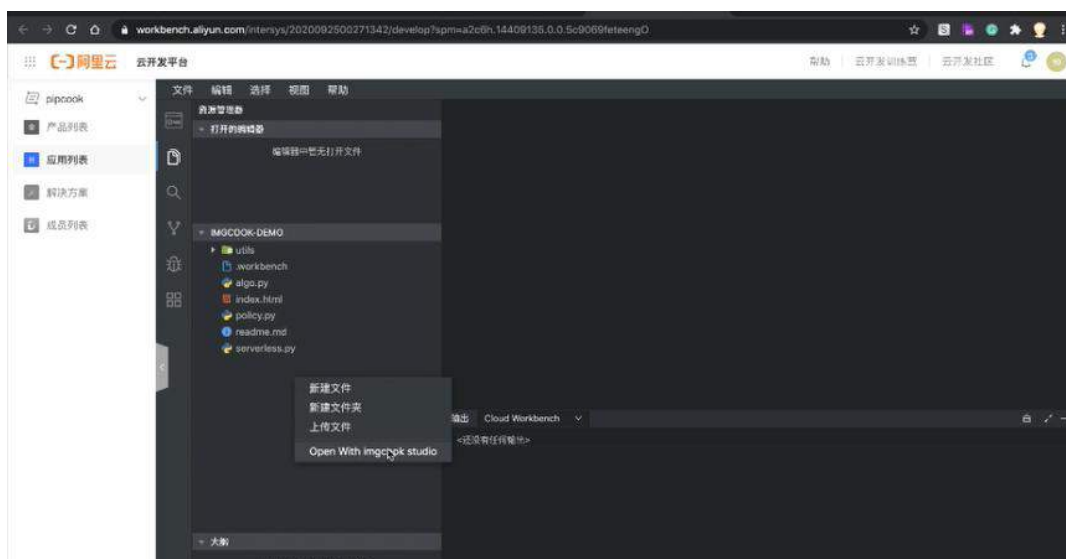 workbench.aliyun.com/intersys/2020092500271342/develop?spm=a2c6h.14409135.0.0.5c9069feteengO
阿里云 云开发平台 帮助 云开发训练营 云开发社区
pipcook
产品列表
应用列表
解决方案
成员列表
文件 编辑 选择 视图 帮助
资源管理器
打开的编辑器
编辑器中暂无打开文件
IMGCOOK-DEMO
utils
.workbench
algo.py
index.html
policy.py
readme.md
serverless.py
新建文件
新建文件夹
上传文件
Open With imgcook studio
输出 Cloud Workbench
<还没有任何输出>
大纲